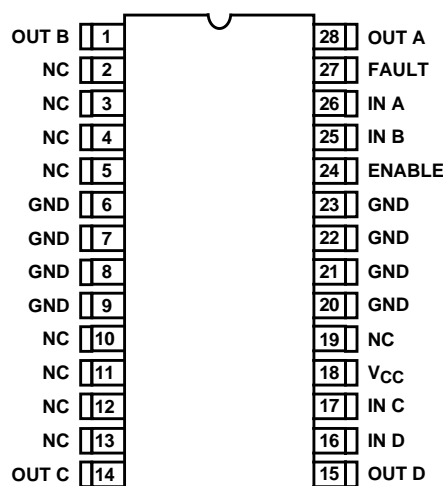 OUT B 1 28 OUT A
NC 2 27 FAULT
NC 3 26 IN A
NC 4 25 IN B
NC 5 24 ENABLE
GND 6 23 GND
GND 7 22 GND
GND 8 21 GND
GND 9 20 GND
NC 10 19 NC
NC 11 18 VCC
NC 12 17 IN C
NC 13 16 IN D
OUT C 14 15 OUT D